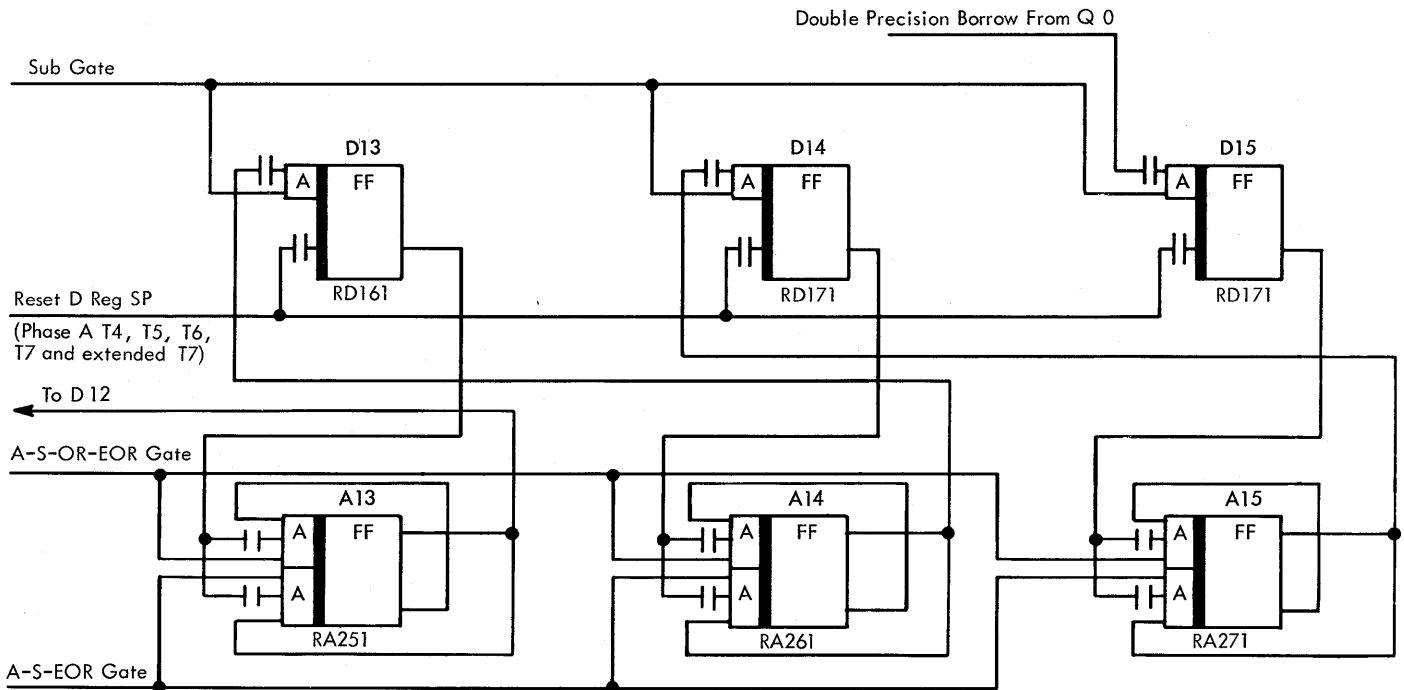 Double Precision Borrow From Q 0
Sub Gate
D13
D14
D15
A FF
A FF
A FF
RD161
RD171
RD171
Reset D Reg SP
(Phase A T4, T5, T6,
T7 and extended T7)
To D 12
A-S-OR-EOR Gate
A13
A14
A15
A FF
A FF
A FF
A
A
A
RA251
RA261
RA271
A-S-EOR Gate